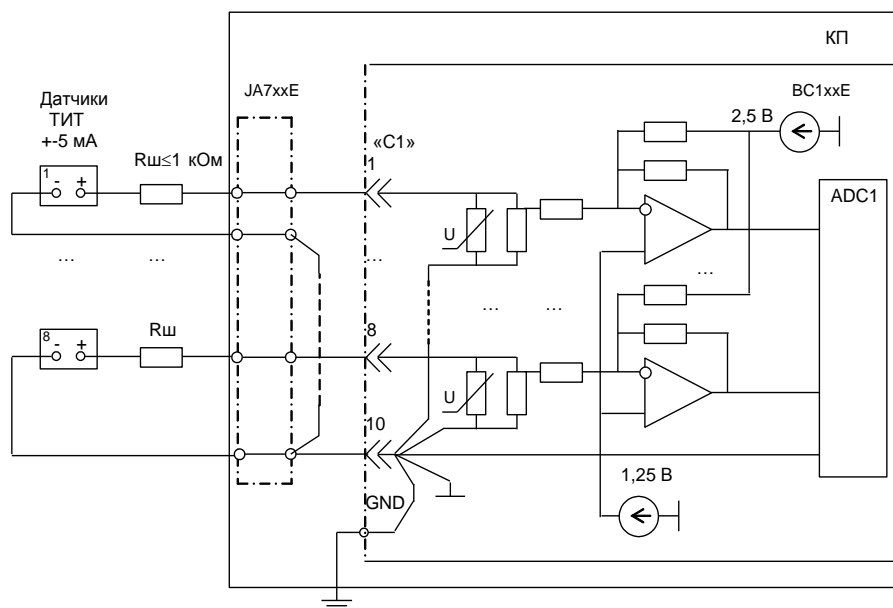 КП
JA7xxE
BC1xxE
Датчики
ТИТ
+-5 мА
2,5 В
«С1»
Rш≤1 кОм
1
1
- +
ADC1
U
…
…
…
…
…
…
8
- +
Rш
8
U
10
1,25 В
GND